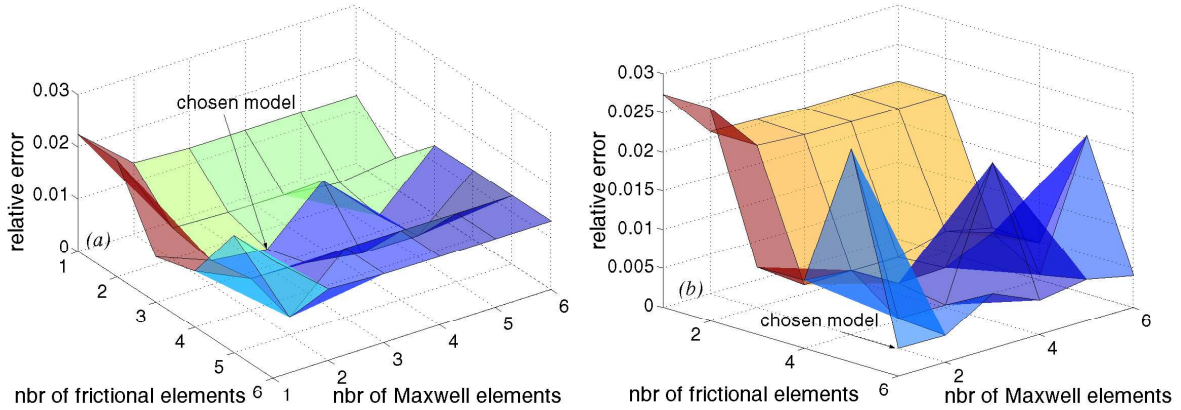 0.03
0.02
0.01
0
relative error
chosen model
(a)
1
2
3
4
5
6
1
2
3
4
5
6
nbr of frictional elements
nbr of Maxwell elements
0.03
0.025
0.02
0.015
0.01
0.005
0
relative error
(b)
chosen model
2
4
6
2
4
6
nbr of frictional elements
nbr of Maxwell elements